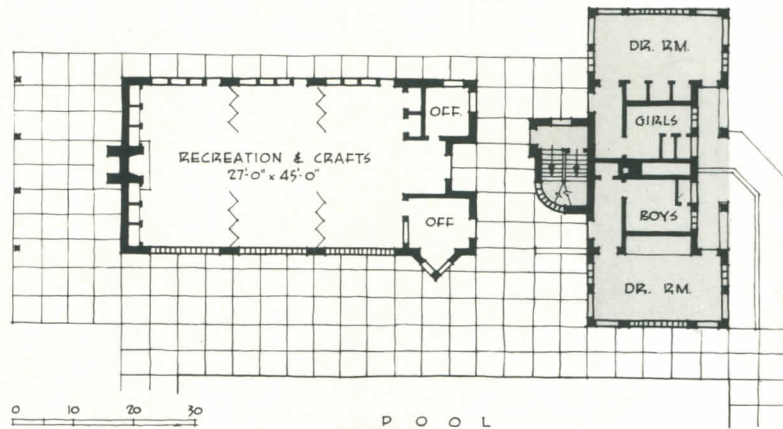 DR. RM.
OFF.
GIRLS
RECREATION & CRAFTS
27'-0" x 45'-0"
BOYS
OFF
DR. RM.
0 10 20 30
POOL